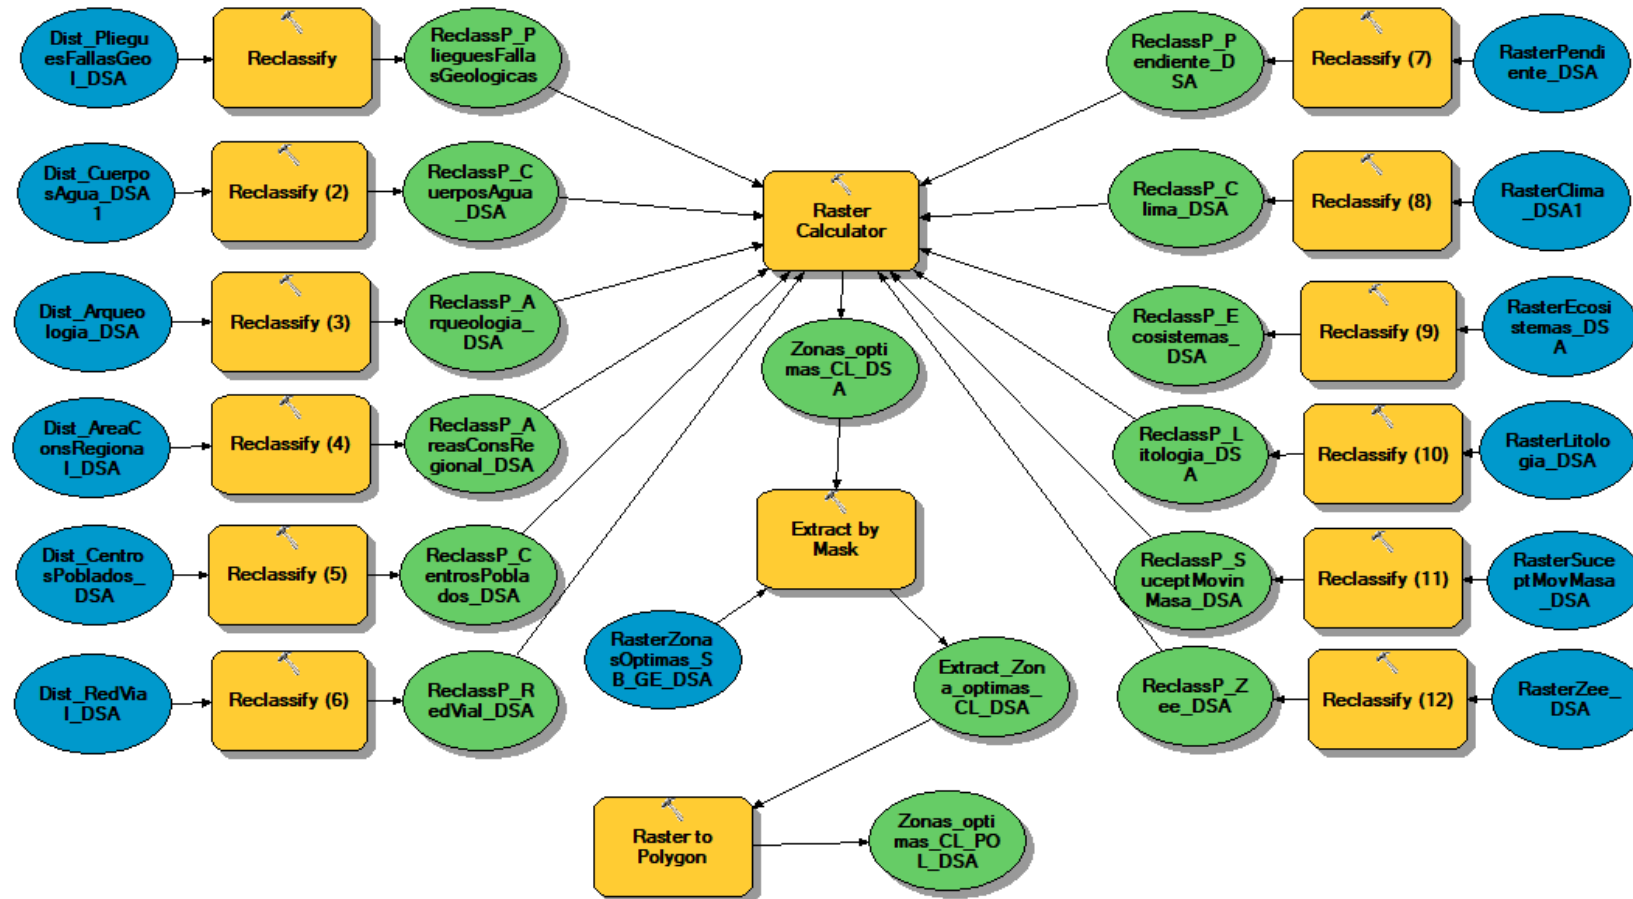 Dist_Pliegu
esFallasGeo
l_DSA
Reclassify
ReclassP_P
lieguesFalla
sGeologicas
ReclassP_P
endiente_D
SA
Reclassify (7)
RasterPendi
ente_DSA
Dist_Cuerpo
sAgua_DSA
1
Reclassify (2)
ReclassP_C
uerposAgua
_DSA
Raster
Calculator
ReclassP_C
lima_DSA
Reclassify (8)
RasterClima
_DSA1
Dist_Arqueo
logia_DSA
Reclassify (3)
ReclassP_A
rqueologia_
DSA
Zonas_opti
mas_CL_DS
A
ReclassP_E
cosistemas_
DSA
Reclassify (9)
RasterEcosi
stemas_DS
A
Dist_AreaC
onsRegiona
l_DSA
Reclassify (4)
ReclassP_A
reasConsRe
gional_DSA
ReclassP_L
itologia_DS
A
Reclassify (10)
RasterLitolo
gia_DSA
Extract by
Mask
Dist_Centro
sPoblados_
DSA
Reclassify (5)
ReclassP_C
entrosPobla
dos_DSA
ReclassP_S
uceptMovin
Masa_DSA
Reclassify (11)
RasterSuce
ptMovMasa
_DSA
RasterZona
sOptimas_S
B_GE_DSA
Dist_RedVia
l_DSA
Reclassify (6)
ReclassP_R
edVial_DSA
Extract_Zon
a_optimas_
CL_DSA
ReclassP_Z
ee_DSA
Reclassify (12)
RasterZee_
DSA
Raster to
Polygon
Zonas_opti
mas_CL_PO
L_DSA